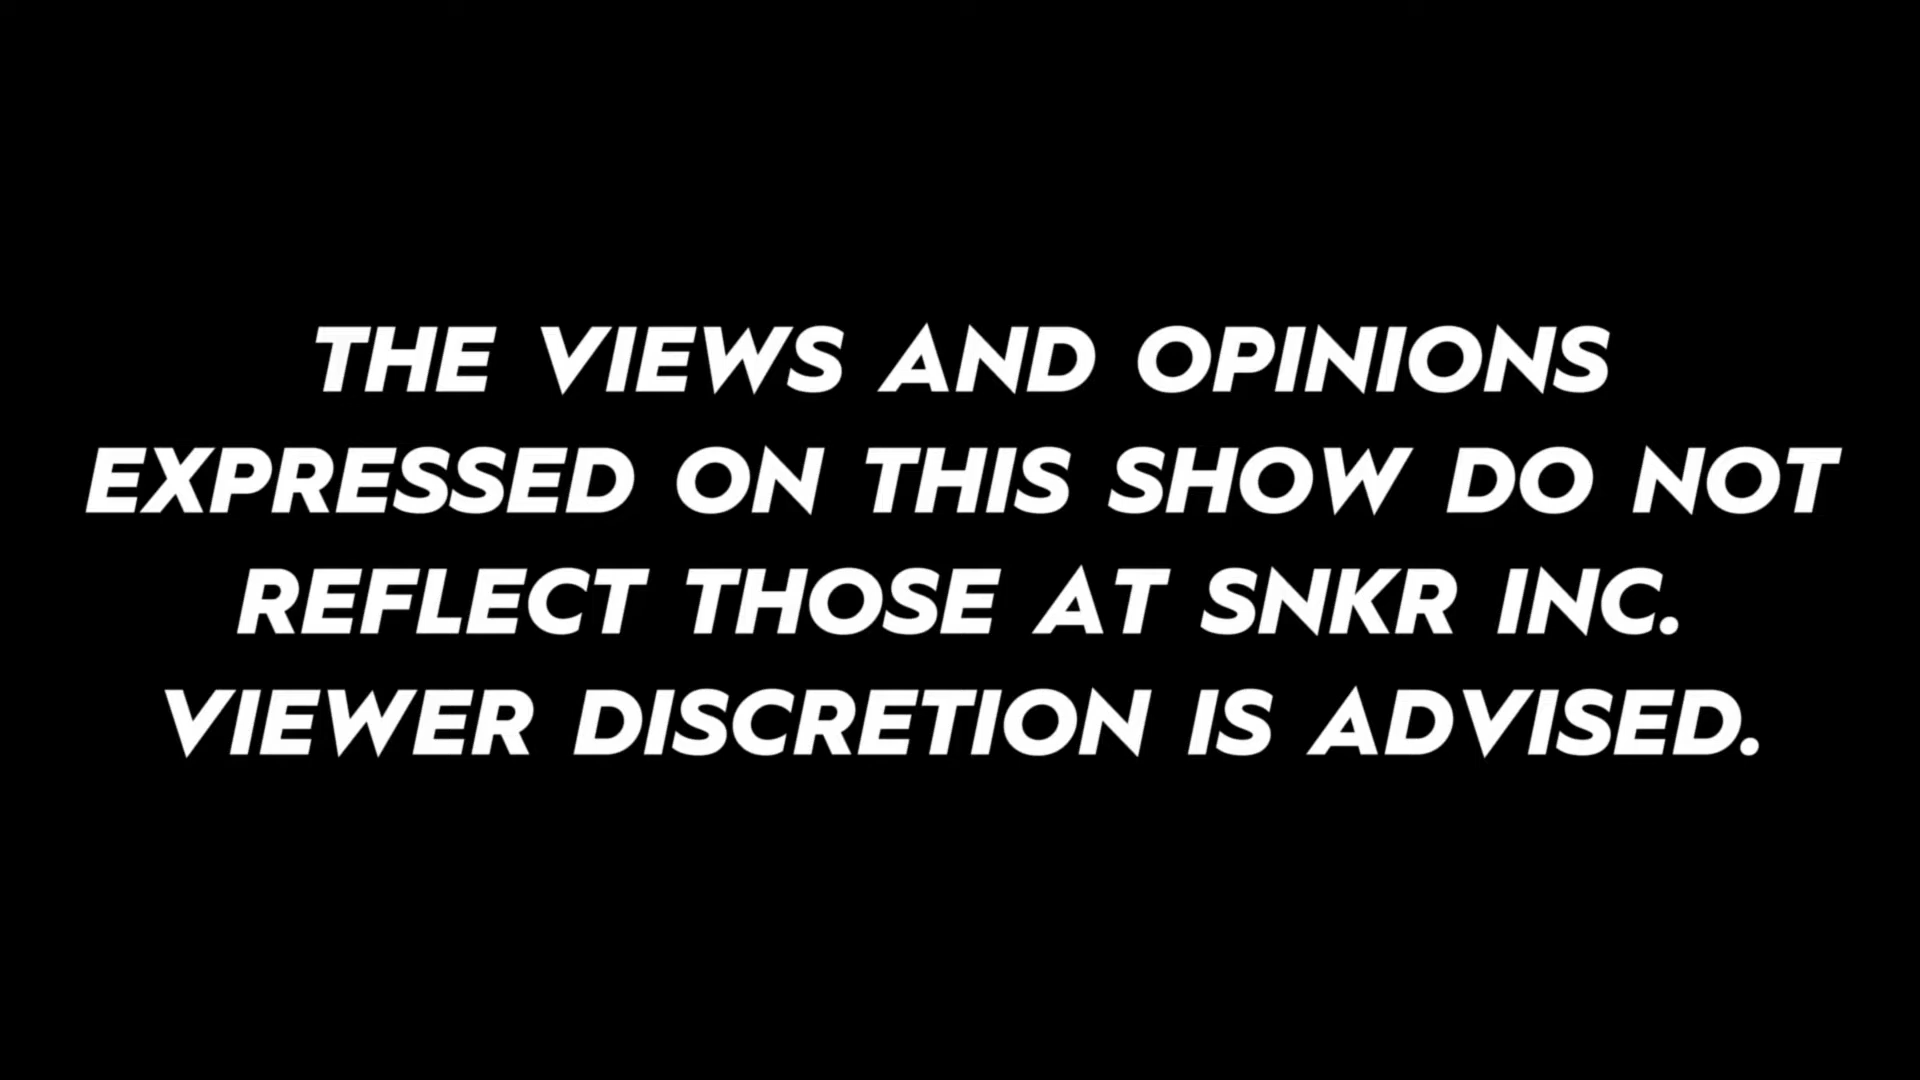 THE VIEWS AND OPINIONS
EXPRESSED ON THIS SHOW DO NOT
REFLECT THOSE AT SNKR INC.
VIEWER DISCRETION IS ADVISED.